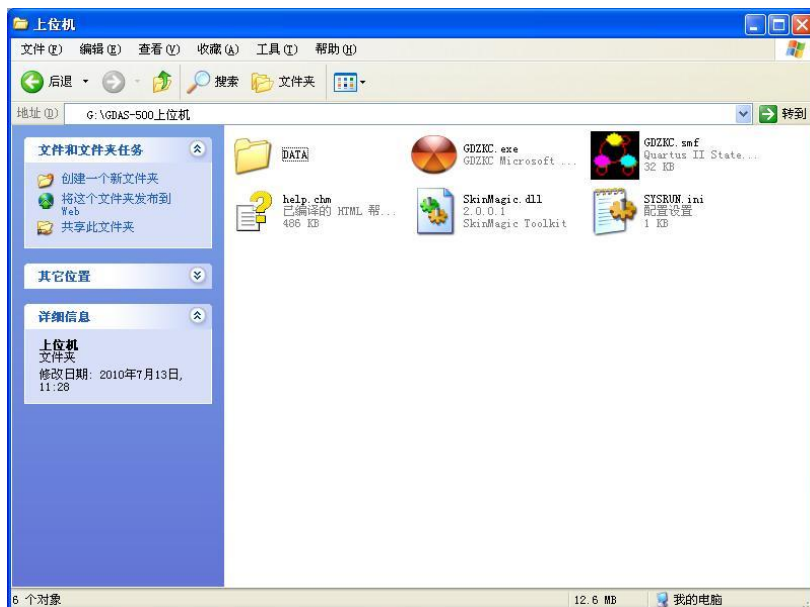 上位机
文件(F) 编辑(E) 查看(V) 收藏(A) 工具(T) 帮助(H)
后退 搜索 文件夹
地址(D) G:\GDAS-500上位机 转到
文件和文件夹任务
创建一个新文件夹
将这个文件夹发布到
Web
共享此文件夹
其它位置
详细信息
上位机
文件夹
修改日期: 2010年7月13日,
11:28
DATA
GDZKC.exe
GDZKC Microsoft ...
GDZKC.smf
Quartus II State...
32 KB
help.chm
已编译的 HTML 帮...
486 KB
SkinMagic.dll
2.0.0.1
SkinMagic Toolkit
SYSRUN.ini
配置设置
1 KB
6 个对象 12.6 MB 我的电脑